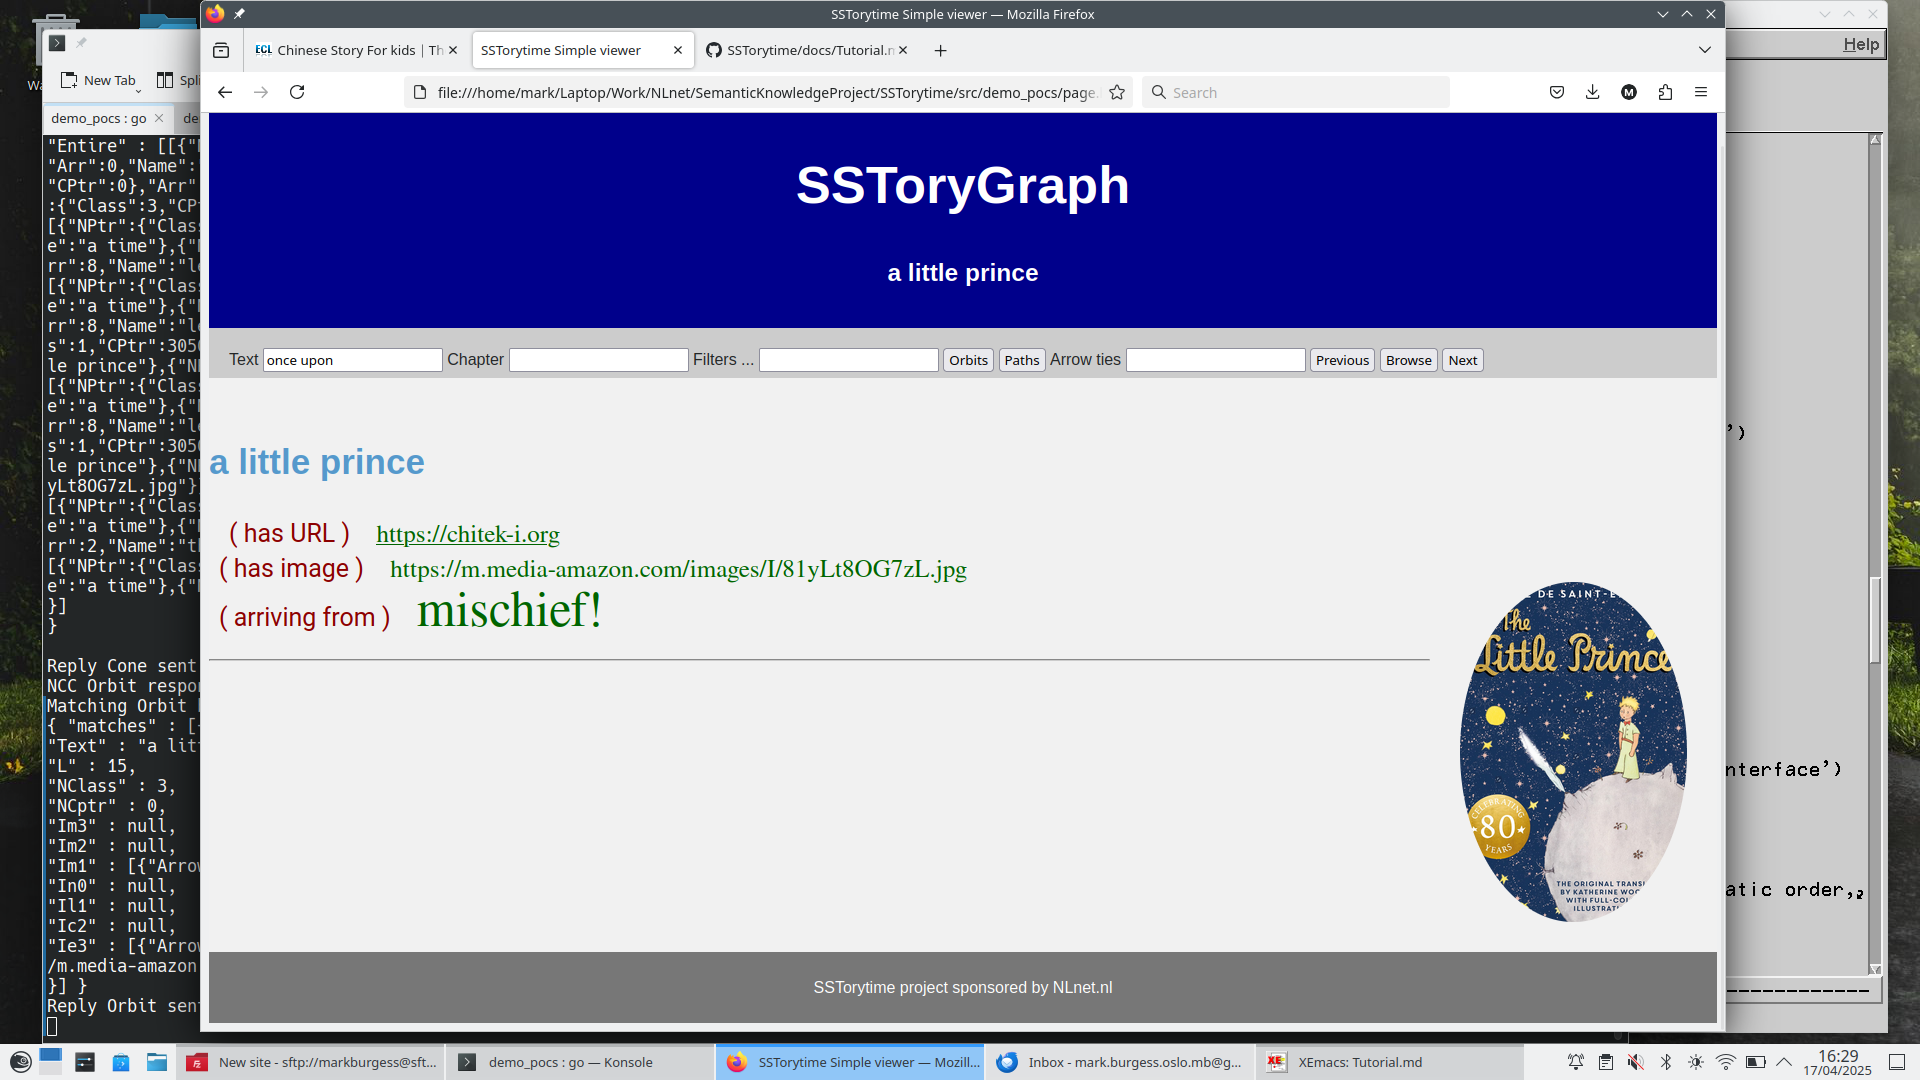 SSTorytime Simple viewer — Mozilla Firefox
Chinese Story For kids | Th
SSTorytime Simple viewer
SSTorytime/docs/Tutorial.
Help
New Tab
file:///home/mark/Laptop/Work/NLnet/SemanticKnowledgeProject/SSTorytime/src/demo_pocs/page.
Search
demo_pocs : go
de
"Entire" : [[{"
"Arr":0,"Name":
"CPtr":0},"Arr"
:{"Class":3,"CP
[{"NPtr":{"Clas
e":"a time"},{"
rr":8,"Name":"l
[{"NPtr":{"Clas
e":"a time"},{"
rr":8,"Name":"l
s":1,"CPtr":305
le prince"},{"N
[{"NPtr":{"Clas
e":"a time"},{"
rr":8,"Name":"l
s":1,"CPtr":305
le prince"},{"N
yLt8OG7zL.jpg"}
[{"NPtr":{"Clas
e":"a time"},{"
rr":2,"Name":"t
[{"NPtr":{"Clas
e":"a time"},{"
}]
}
Reply Cone sent
NCC Orbit respo
Matching Orbit
{ "matches" : [
"Text" : "a lit
"L" : 15,
"NClass" : 3,
"NCptr" : 0,
"Im3" : null,
"Im2" : null,
"Im1" : [{"Arro
"In0" : null,
"Il1" : null,
"Ic2" : null,
"Ie3" : [{"Arro
/m.media-amazon
}] }
Reply Orbit sen
SSToryGraph
a little prince
Text once upon Chapter Filters ... Orbits Paths Arrow ties Previous Browse Next
a little prince
( has URL ) https://chitek-i.org
( has image ) https://m.media-amazon.com/images/I/81yLt8OG7zL.jpg
( arriving from ) mischief!
DE SAINT-E
The
Little Prince
CELEBRATING
80
YEARS
THE ORIGINAL TRANS
BY KATHERINE WOO
WITH FULL-CO
ILLUSTRATI
SSTorytime project sponsored by NLnet.nl
')
nterface')
atic order,
New site - sftp://markburgess@sft...
demo_pocs : go — Konsole
SSTorytime Simple viewer — Mozill...
Inbox - mark.burgess.oslo.mb@g...
XEmacs: Tutorial.md
16:29
17/04/2025